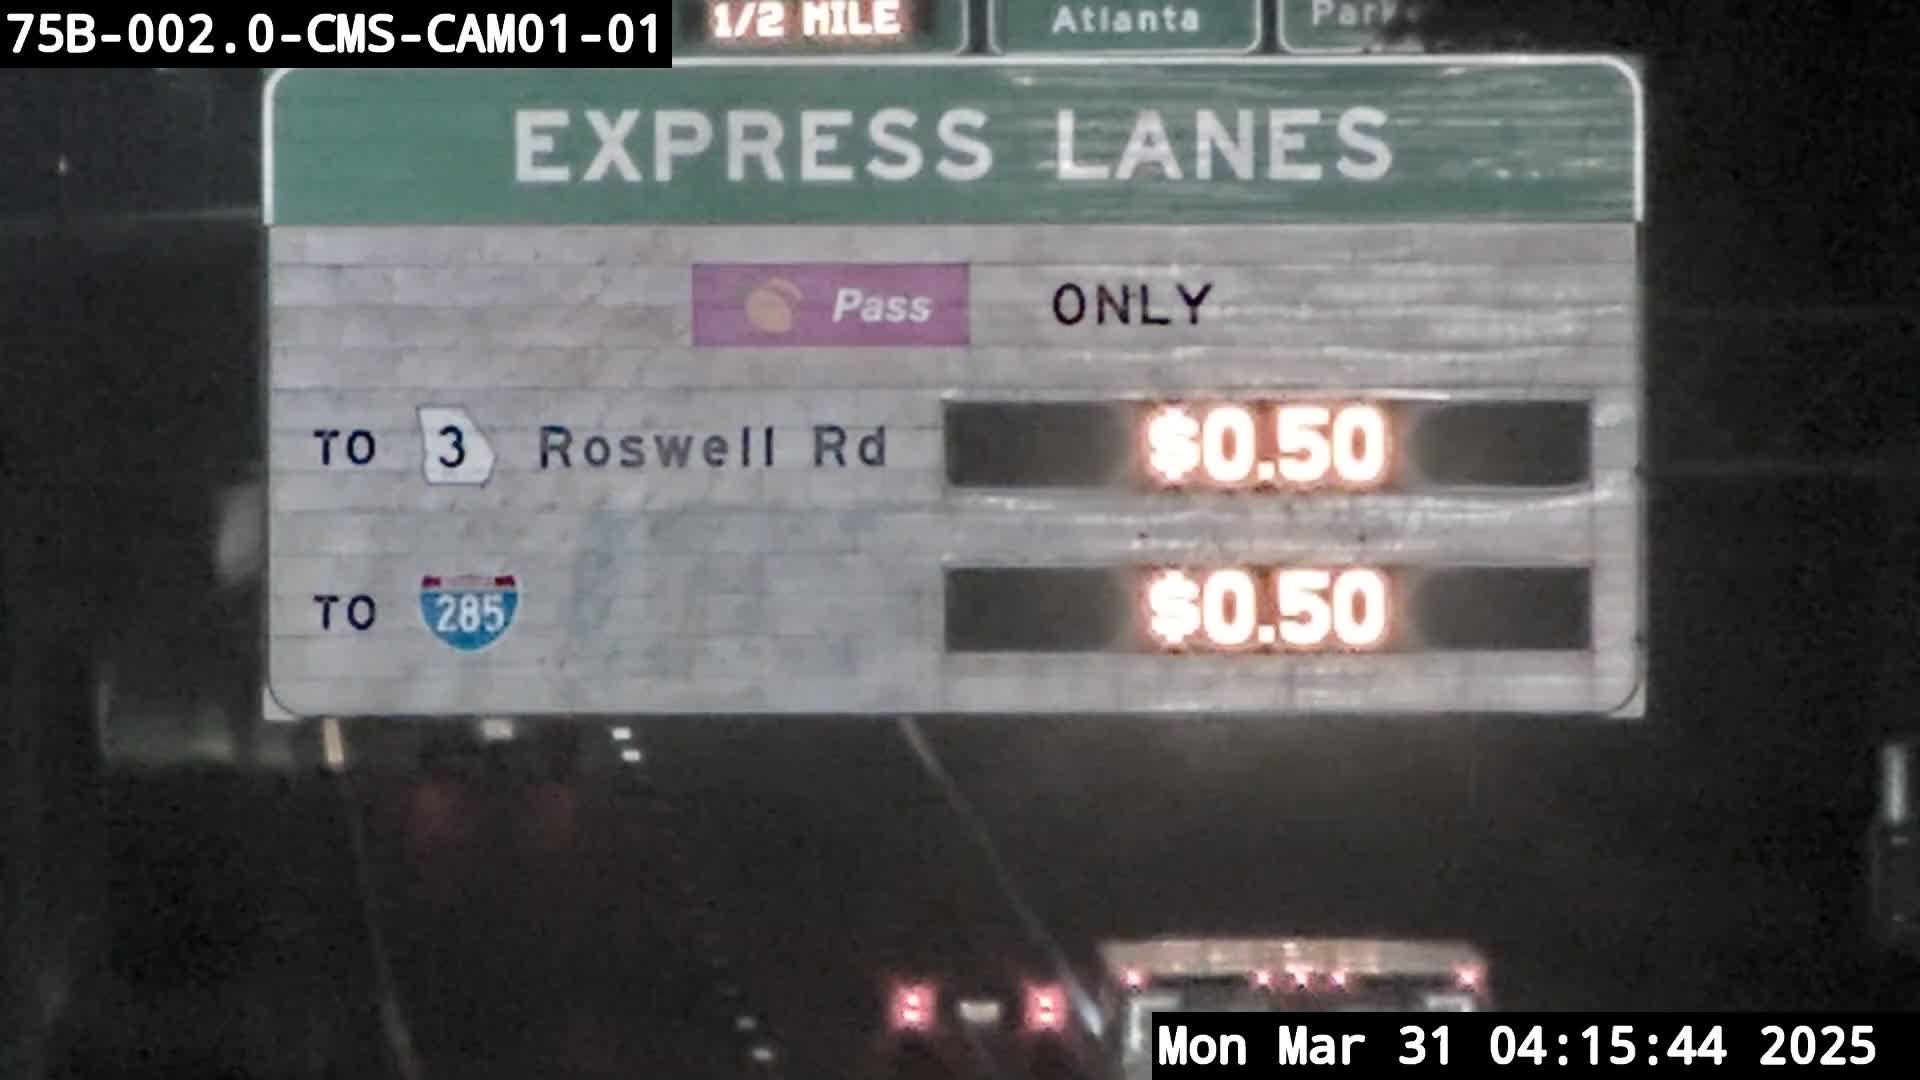 75B-002.0-CMS-CAM01-01
1/2 MILE
Atlanta
EXPRESS LANES
Pass ONLY
TO 3 Roswell Rd $0.50
TO 285 $0.50
Mon Mar 31 04:15:44 2025